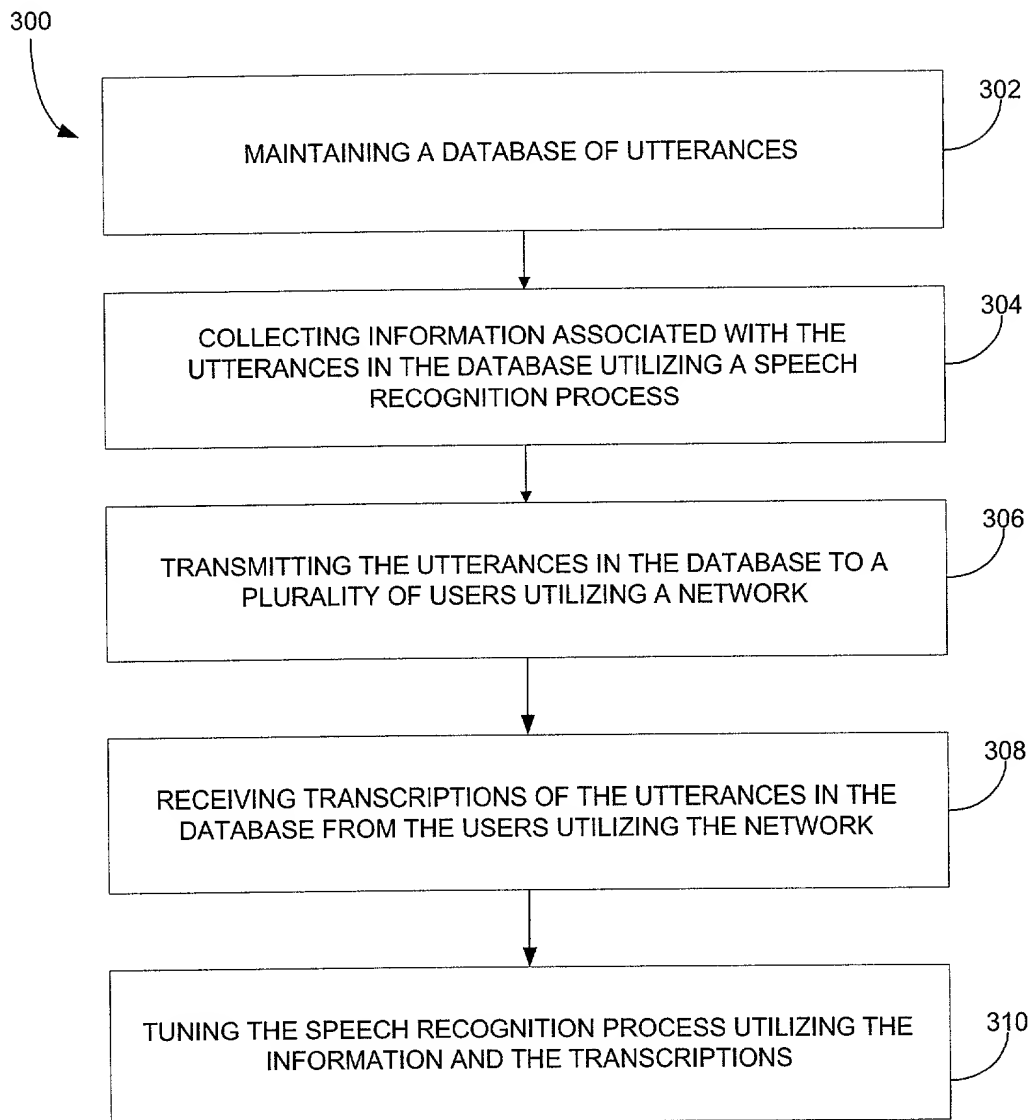 300
302
MAINTAINING A DATABASE OF UTTERANCES
304
COLLECTING INFORMATION ASSOCIATED WITH THE
UTTERANCES IN THE DATABASE UTILIZING A SPEECH
RECOGNITION PROCESS
306
TRANSMITTING THE UTTERANCES IN THE DATABASE TO A
PLURALITY OF USERS UTILIZING A NETWORK
308
RECEIVING TRANSCRIPTIONS OF THE UTTERANCES IN THE
DATABASE FROM THE USERS UTILIZING THE NETWORK
310
TUNING THE SPEECH RECOGNITION PROCESS UTILIZING THE
INFORMATION AND THE TRANSCRIPTIONS